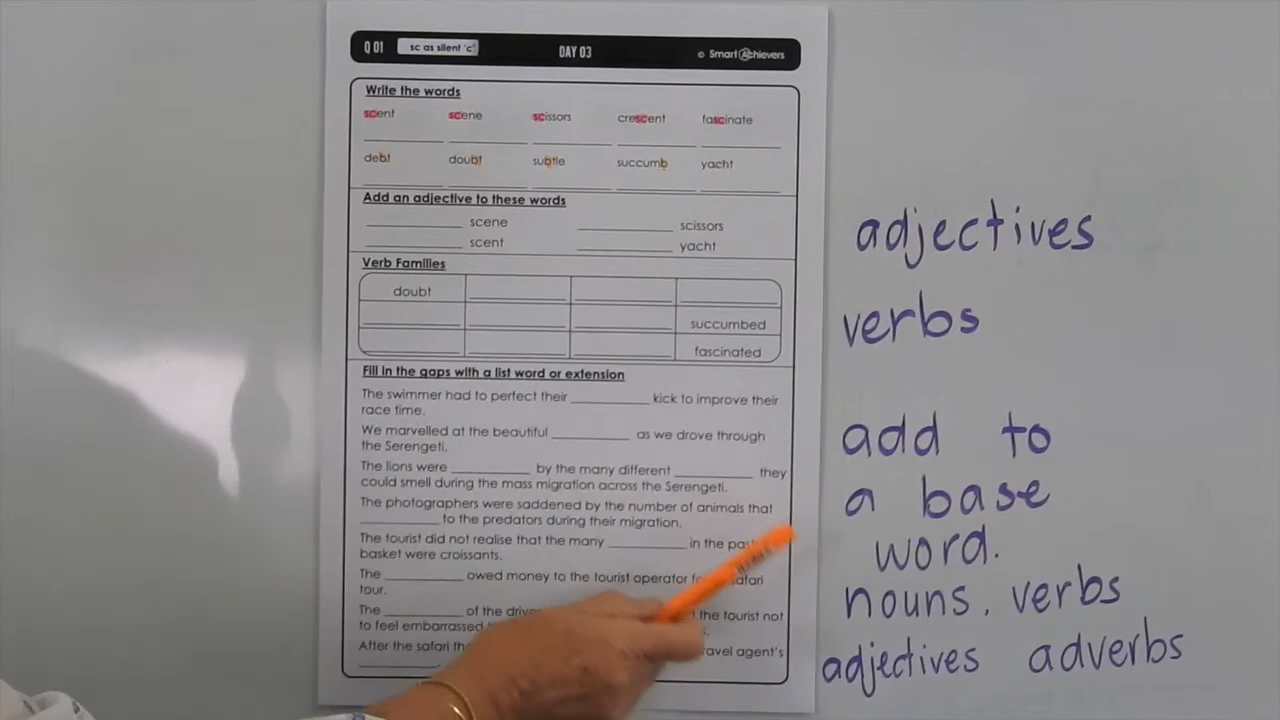 Q 01 sc as silent 'c' DAY 03 © SmartAchievers
Write the words
scent scene scissors crescent fascinate
debt doubt subtle succumb yacht
Add an adjective to these words
scene scissors
scent yacht
Verb Families
doubt
succumbed
fascinated
Fill in the gaps with a list word or extension
The swimmer had to perfect their kick to improve their
race time.
We marvelled at the beautiful as we drove through
the Serengeti.
The lions were by the many different they
could smell during the mass migration across the Serengeti.
The photographers were saddened by the number of animals that
to the predators during their migration.
The tourist did not realise that the many in the
basket were croissants.
The owed money to the tourist operator
tour.
The of the the tourist not
to feel embarrassed
After the safari agent's
adjectives
verbs
add to
a base
word.
nouns, verbs
adjectives adverbs